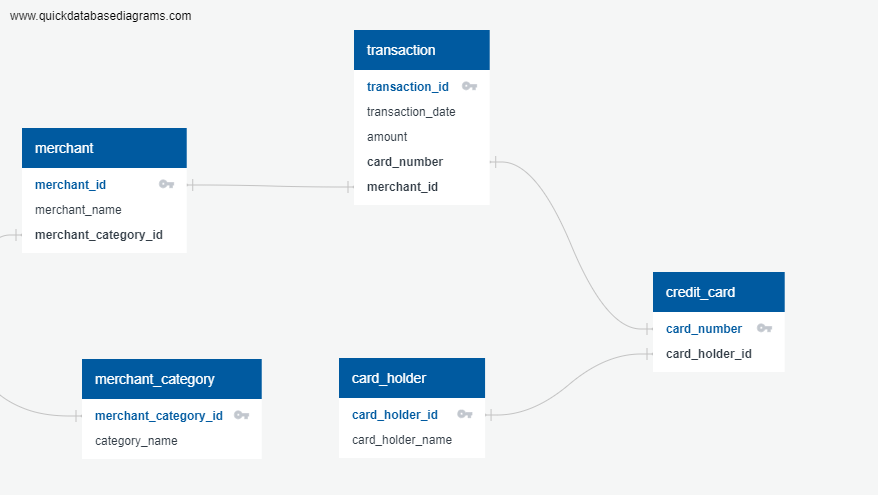 www.quickdatabasediagrams.com
transaction
transaction_id
transaction_date
amount
card_number
merchant_id
merchant
merchant_id
merchant_name
merchant_category_id
credit_card
card_number
card_holder_id
merchant_category
merchant_category_id
category_name
card_holder
card_holder_id
card_holder_name